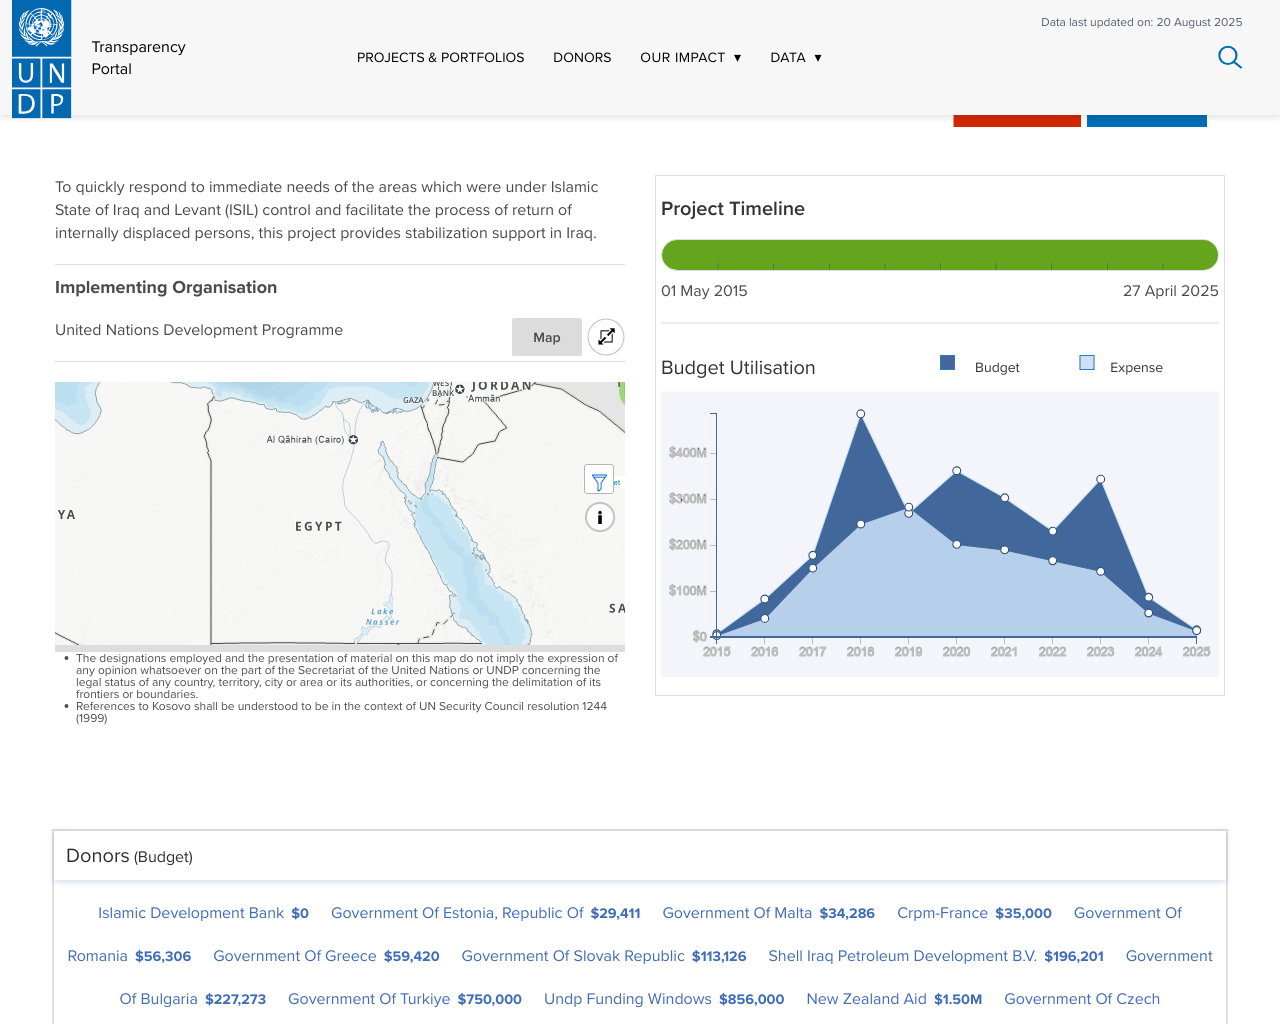 Data last updated on: 20 August 2025
UN
DP
Transparency
Portal
PROJECTS & PORTFOLIOS
DONORS
OUR IMPACT ▼
DATA ▼
To quickly respond to immediate needs of the areas which were under Islamic
State of Iraq and Levant (ISIL) control and facilitate the process of return of
internally displaced persons, this project provides stabilization support in Iraq.
Implementing Organisation
United Nations Development Programme
Map
WEST
BANK
JORDAN
GAZA
'Ammān
Al Qāhirah (Cairo)
et
YA
EGYPT
i
SA
Lake
Nasser
• The designations employed and the presentation of material on this map do not imply the expression of
any opinion whatsoever on the part of the Secretariat of the United Nations or UNDP concerning the
legal status of any country, territory, city or area or its authorities, or concerning the delimitation of its
frontiers or boundaries.
• References to Kosovo shall be understood to be in the context of UN Security Council resolution 1244
(1999)
Project Timeline
01 May 2015
27 April 2025
Budget Utilisation
Budget
Expense
$400M
$300M
$200M
$100M
$0
2015 2016 2017 2018 2019 2020 2021 2022 2023 2024 2025
Donors (Budget)
Islamic Development Bank $0 Government Of Estonia, Republic Of $29,411 Government Of Malta $34,286 Crpm-France $35,000 Government Of
Romania $56,306 Government Of Greece $59,420 Government Of Slovak Republic $113,126 Shell Iraq Petroleum Development B.V. $196,201 Government
Of Bulgaria $227,273 Government Of Turkiye $750,000 Undp Funding Windows $856,000 New Zealand Aid $1.50M Government Of Czech